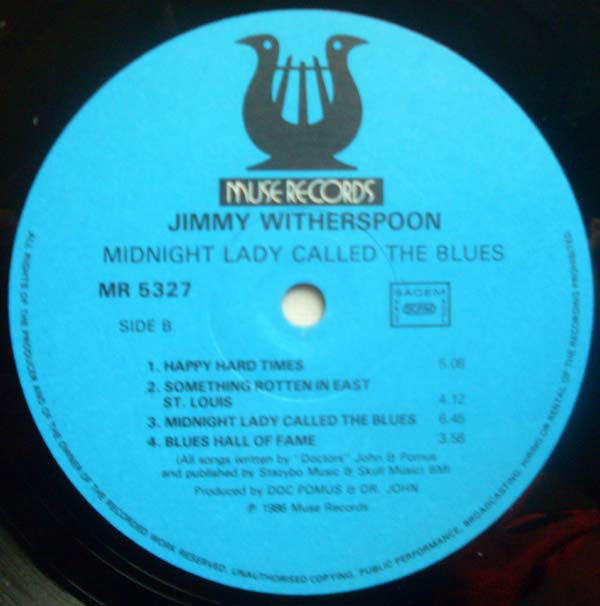 MUSE RECORDS
JIMMY WITHERSPOON
MIDNIGHT LADY CALLED THE BLUES
MR 5327
SACEM
SIDE B
1. HAPPY HARD TIMES 5.08
2. SOMETHING ROTTEN IN EAST
ST. LOUIS 4.12
3. MIDNIGHT LADY CALLED THE BLUES 6.45
4. BLUES HALL OF FAME 3.58
(All songs written by "Doctors" John & Pomus
and published by Stazybo Music & Skull Music) BMI
Produced by DOC POMUS & DR. JOHN
℗ 1986 Muse Records
ALL RIGHTS OF THE PRODUCER AND OF THE OWNER OF THE RECORDED WORK RESERVED. UNAUTHORISED COPYING, PUBLIC PERFORMANCE, BROADCASTING, HIRING OR RENTAL OF THE RECORDING PROHIBITED.